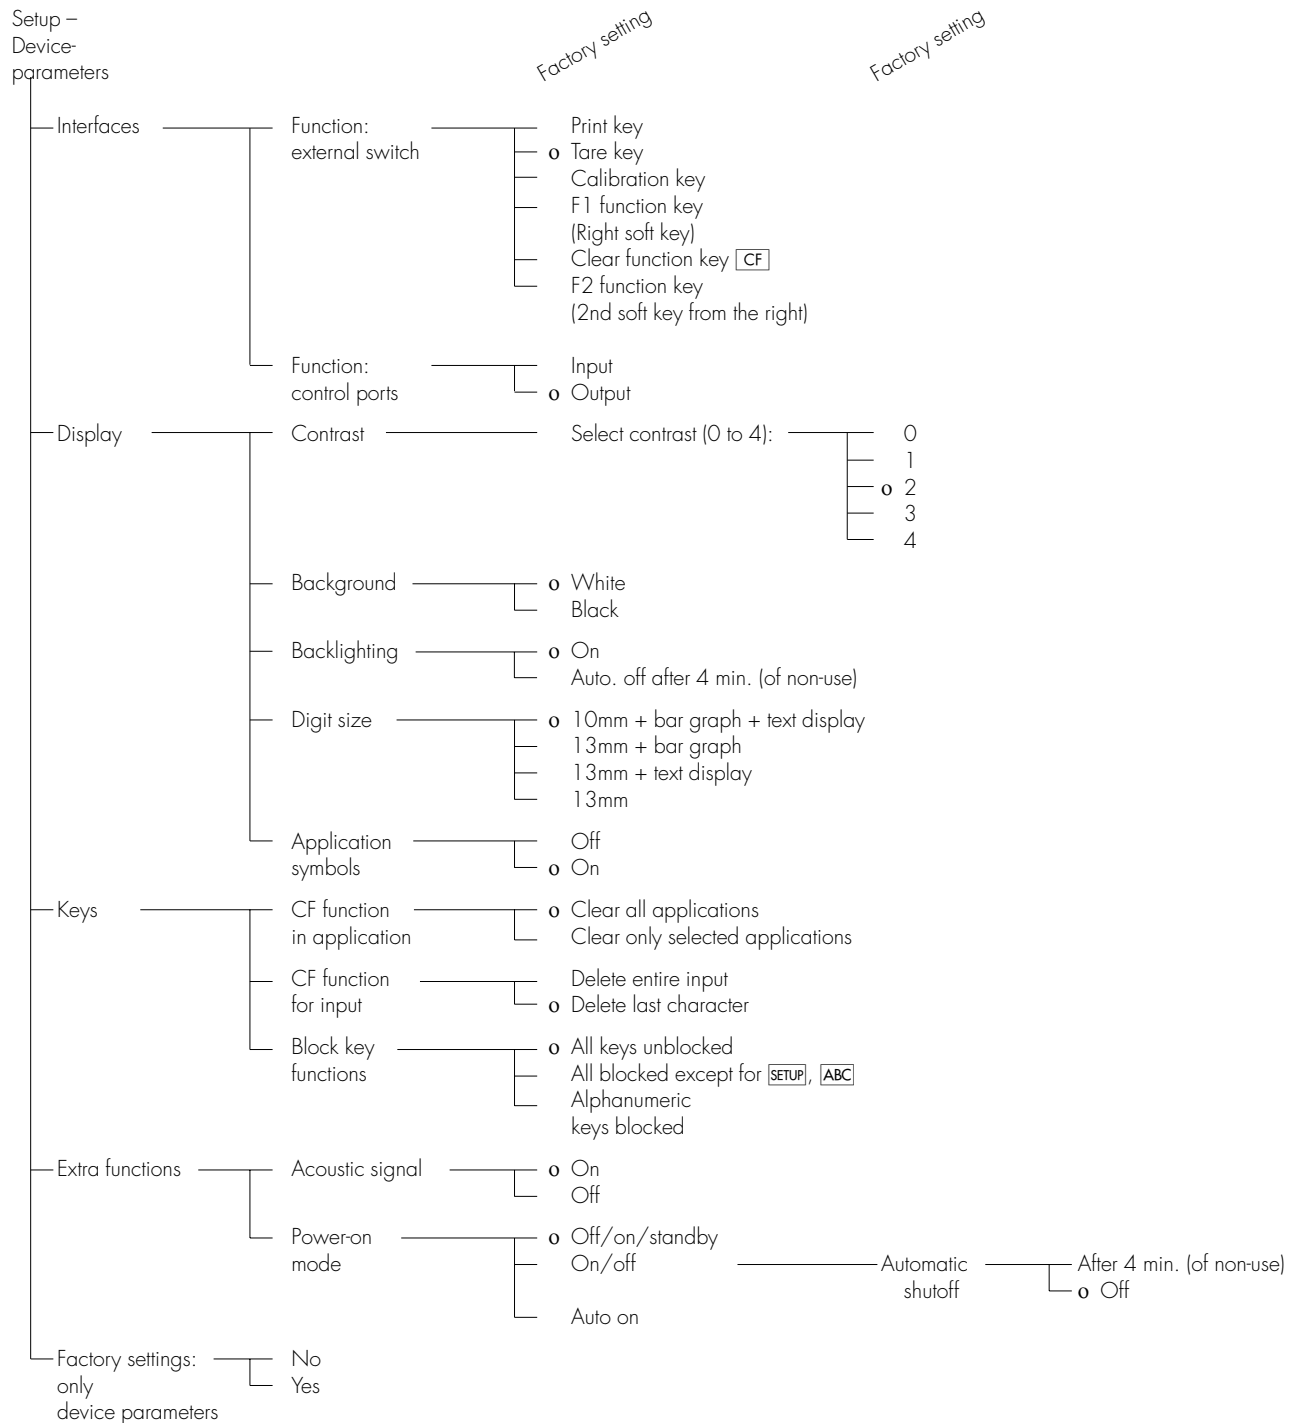 Setup –
Device-
parameters
Factory setting
Factory setting
Interfaces
Function:
external switch
Print key
o Tare key
Calibration key
F1 function key
(Right soft key)
Clear function key CF
F2 function key
(2nd soft key from the right)
Function:
control ports
Input
o Output
Display
Contrast
Select contrast (0 to 4):
0
1
o 2
3
4
Background
o White
Black
Backlighting
o On
Auto. off after 4 min. (of non-use)
Digit size
o 10mm + bar graph + text display
13mm + bar graph
13mm + text display
13mm
Application
symbols
Off
o On
Keys
CF function
in application
o Clear all applications
Clear only selected applications
CF function
for input
Delete entire input
o Delete last character
Block key
functions
o All keys unblocked
All blocked except for SETUP, ABC
Alphanumeric
keys blocked
Extra functions
Acoustic signal
o On
Off
Power-on
mode
o Off/on/standby
On/off
Automatic
shutoff
After 4 min. (of non-use)
o Off
Auto on
Factory settings:
only
device parameters
No
Yes